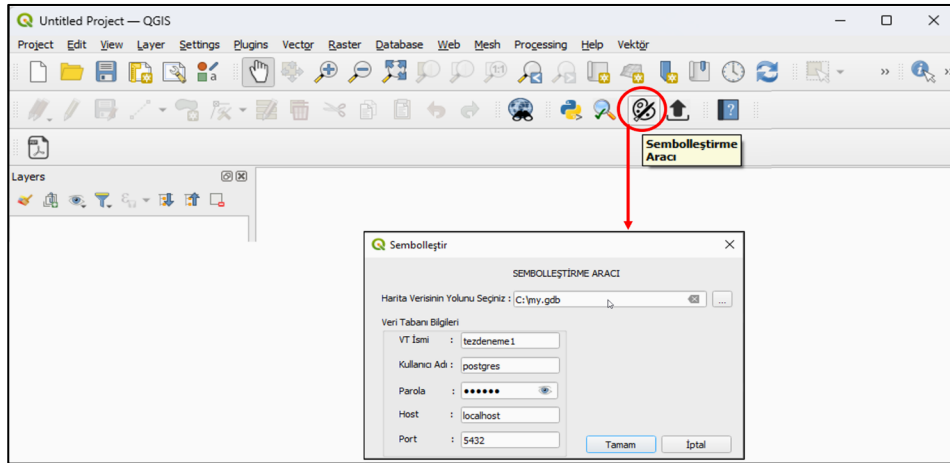 Untitled Project — QGIS
Project Edit View Layer Settings Plugins Vector Raster Database Web Mesh Processing Help Vektör
Sembolleştirme
Aracı
Layers
Sembolleştir
SEMBOLLEŞTİRME ARACI
Harita Verisinin Yolunu Seçiniz : C:\my.gdb ...
Veri Tabanı Bilgileri
VT İsmi : tezdeneme1
Kullanıcı Adı : postgres
Parola : ●●●●●●
Host : localhost
Port : 5432
Tamam İptal